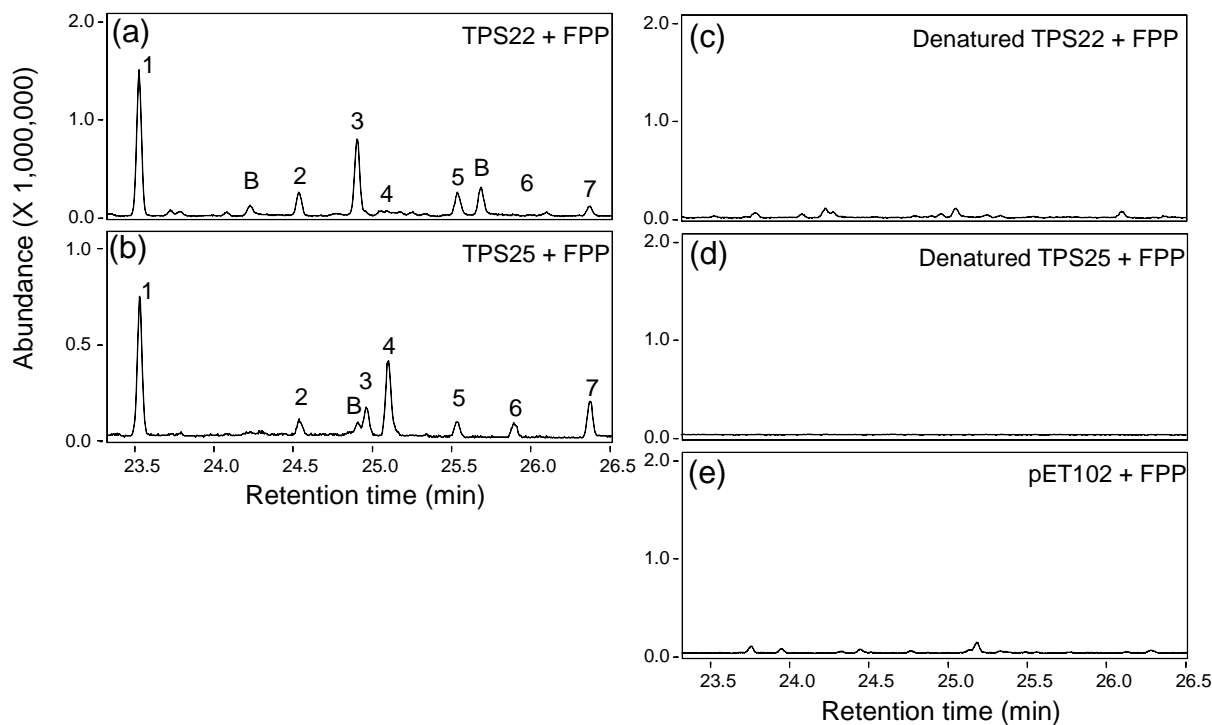 (a)
TPS22 + FPP
2.0
1.0
0.0
1
B
2
3
4
5
B
6
7
(b)
TPS25 + FPP
1.0
0.5
0.0
1
2
B
3
4
5
6
7
Abundance (X 1,000,000)
23.5 24.0 24.5 25.0 25.5 26.0 26.5
Retention time (min)
(c)
Denatured TPS22 + FPP
2.0
1.0
0.0
(d)
Denatured TPS25 + FPP
2.0
1.0
0.0
(e)
pET102 + FPP
2.0
1.0
0.0
23.5 24.0 24.5 25.0 25.5 26.0 26.5
Retention time (min)